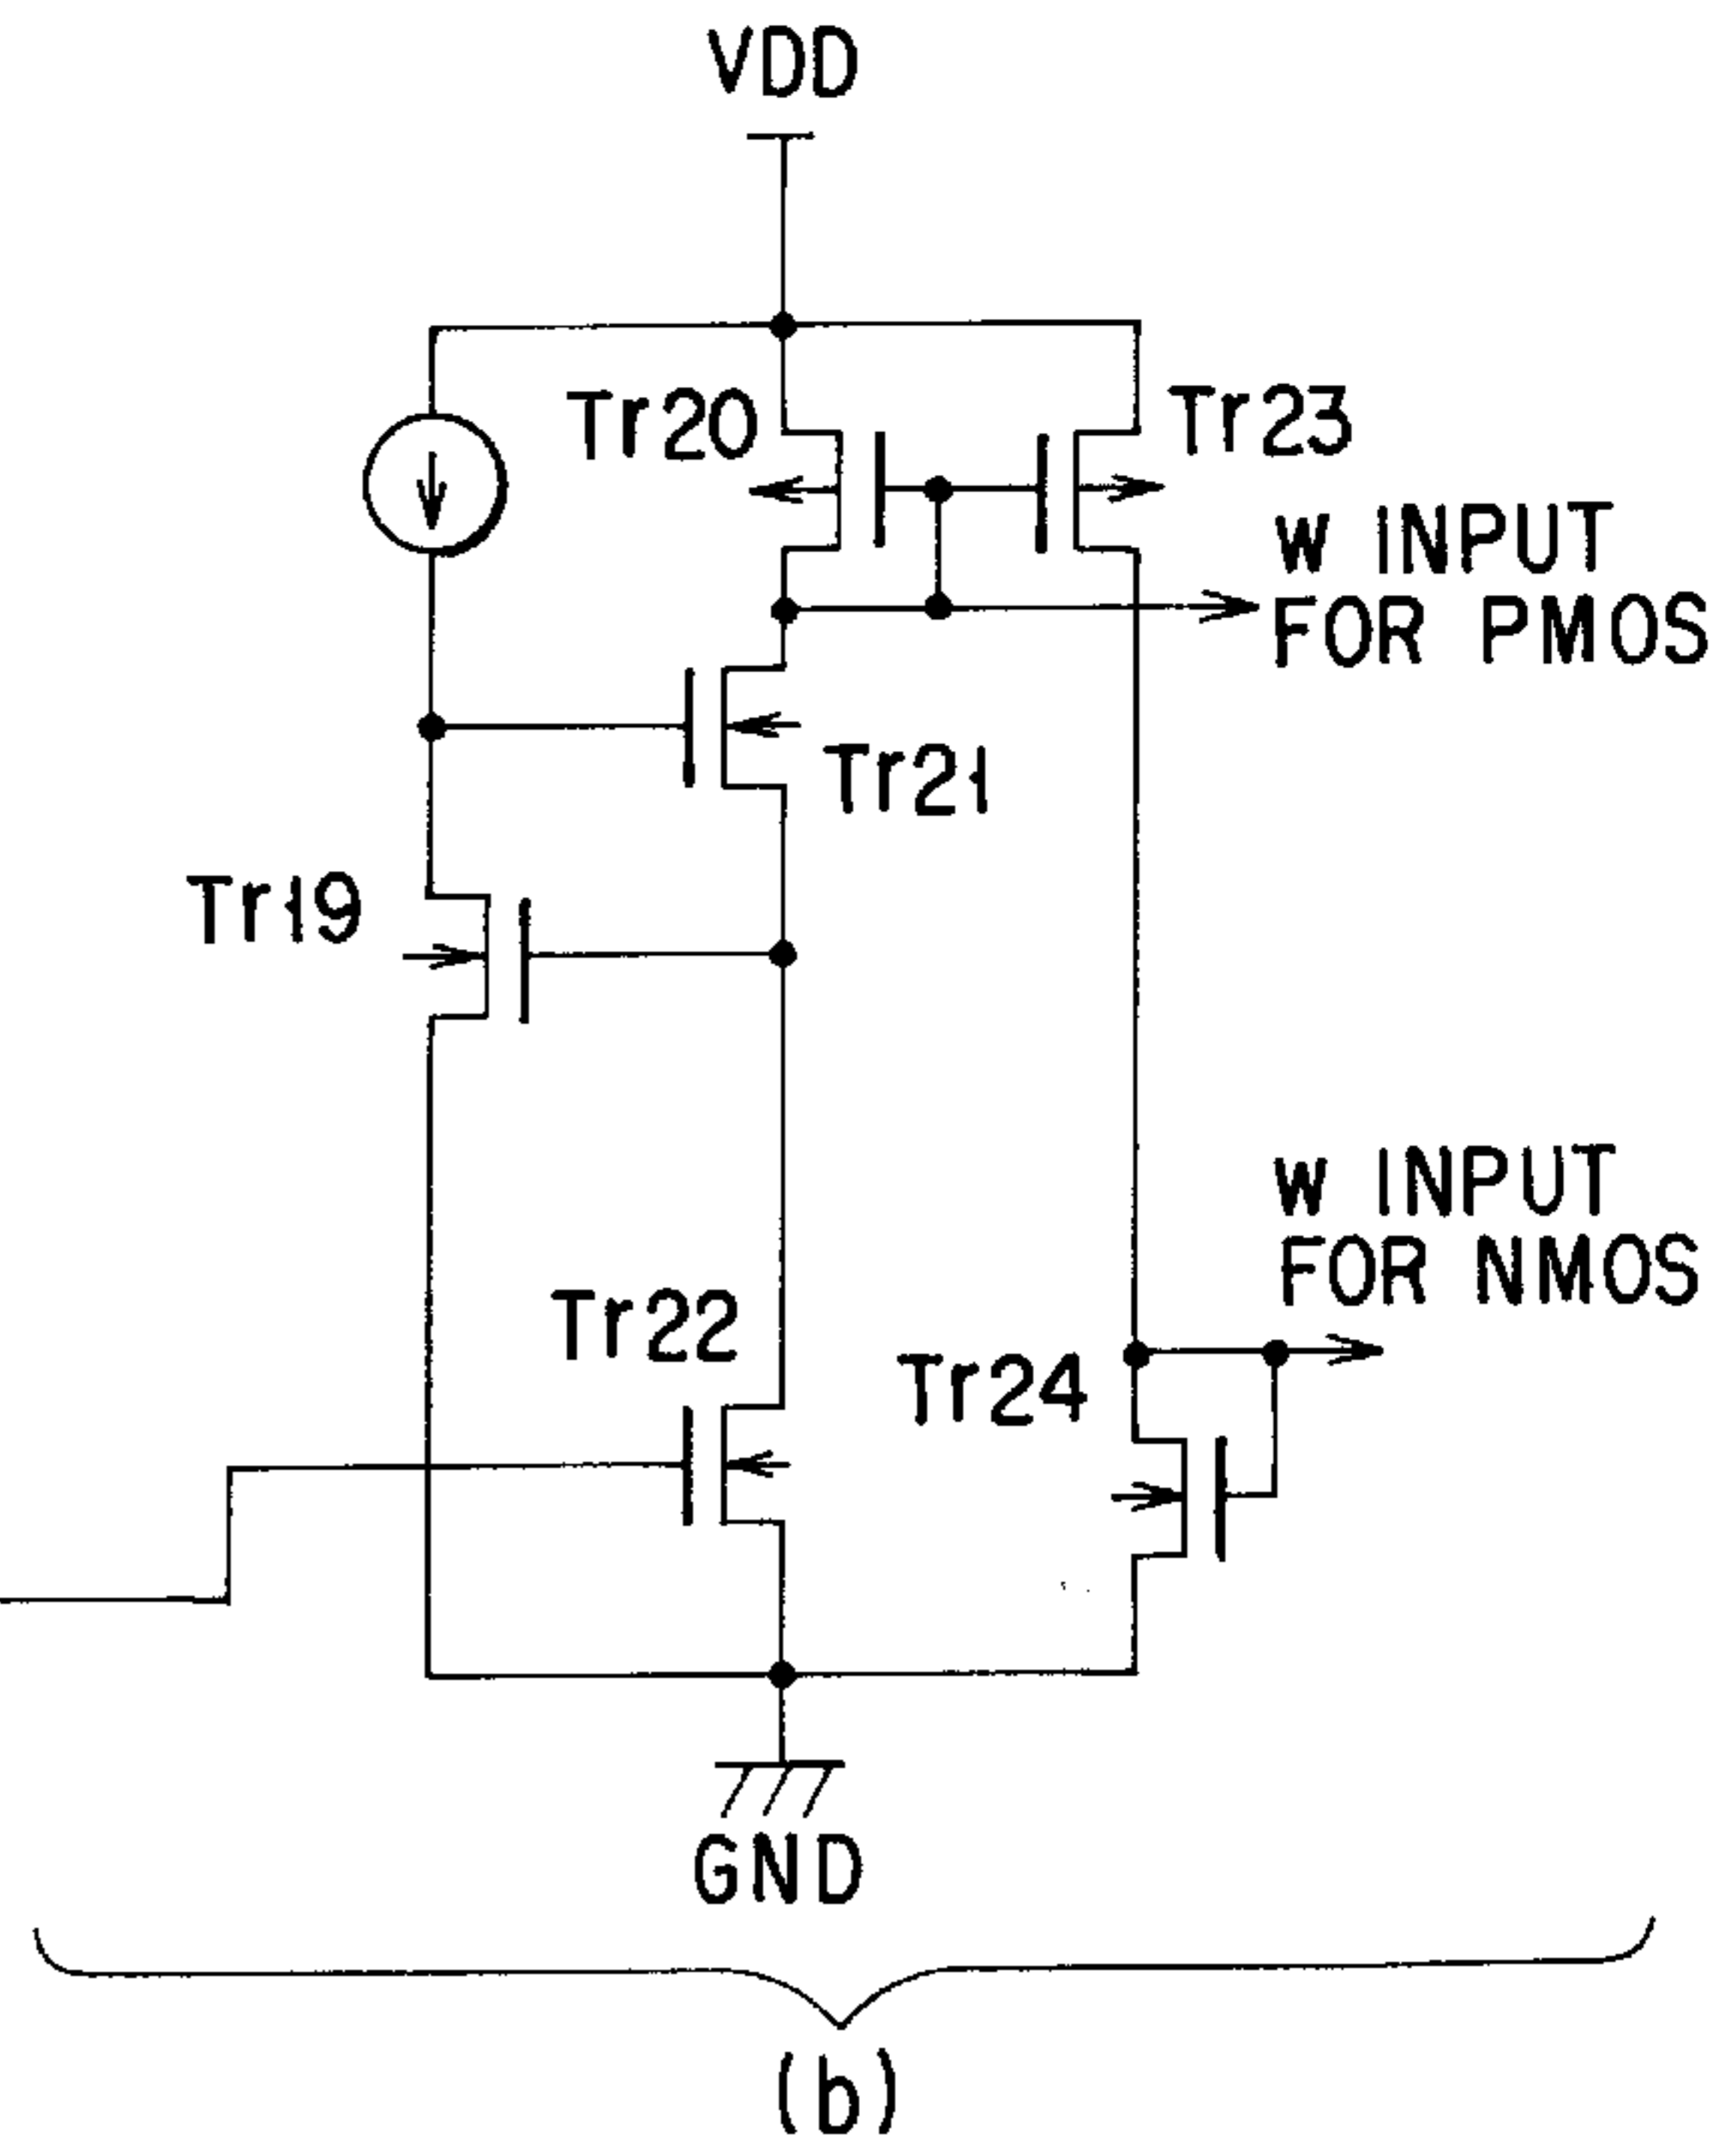 VDD
Tr20
Tr23
W INPUT
FOR PMOS
Tr21
Tr19
W INPUT
FOR NMOS
Tr22
Tr24
GND
(b)